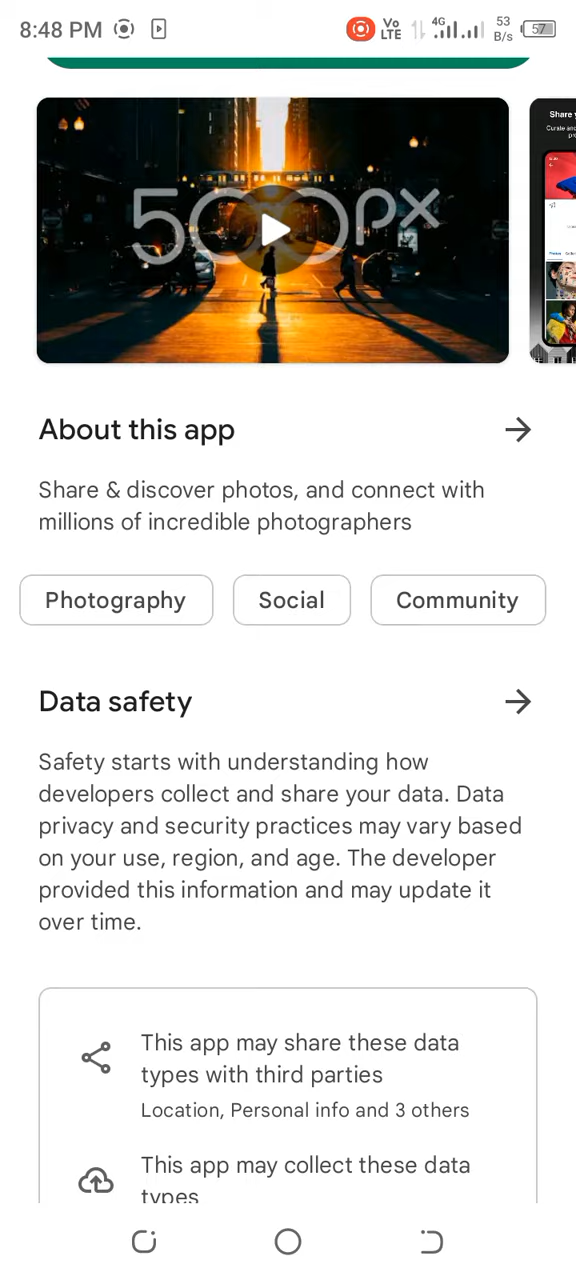 8:48 PM
Vo LTE 4G 53 B/s 57
500px
Share y
About this app
Share & discover photos, and connect with
millions of incredible photographers
Photography Social Community
Data safety
Safety starts with understanding how
developers collect and share your data. Data
privacy and security practices may vary based
on your use, region, and age. The developer
provided this information and may update it
over time.
This app may share these data
types with third parties
Location, Personal info and 3 others
This app may collect these data
types